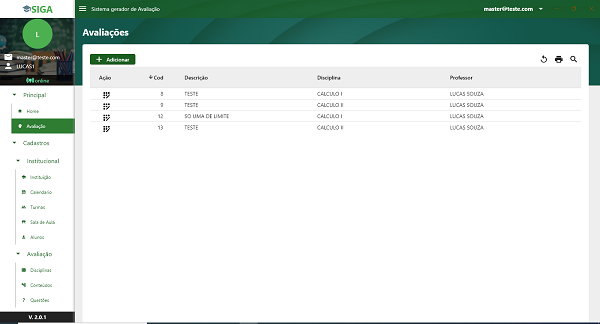 SIGA
Sistema gerador de Avaliação
master@teste.com
L
master@teste.com
LUCAS1
online
Principal
Home
Avaliação
Cadastros
Institucional
Instituição
Calendario
Turmas
Sala de Aula
Alunos
Avaliação
Disciplinas
Conteúdos
Questões
V. 2.0.1
Avaliações
Adicionar
Ação Cod Descrição Disciplina Professor
8 TESTE CALCULO I LUCAS SOUZA
9 TESTE CALCULO II LUCAS SOUZA
12 SO UMA DE LIMITE CALCULO I LUCAS SOUZA
13 TESTE CALCULO II LUCAS SOUZA